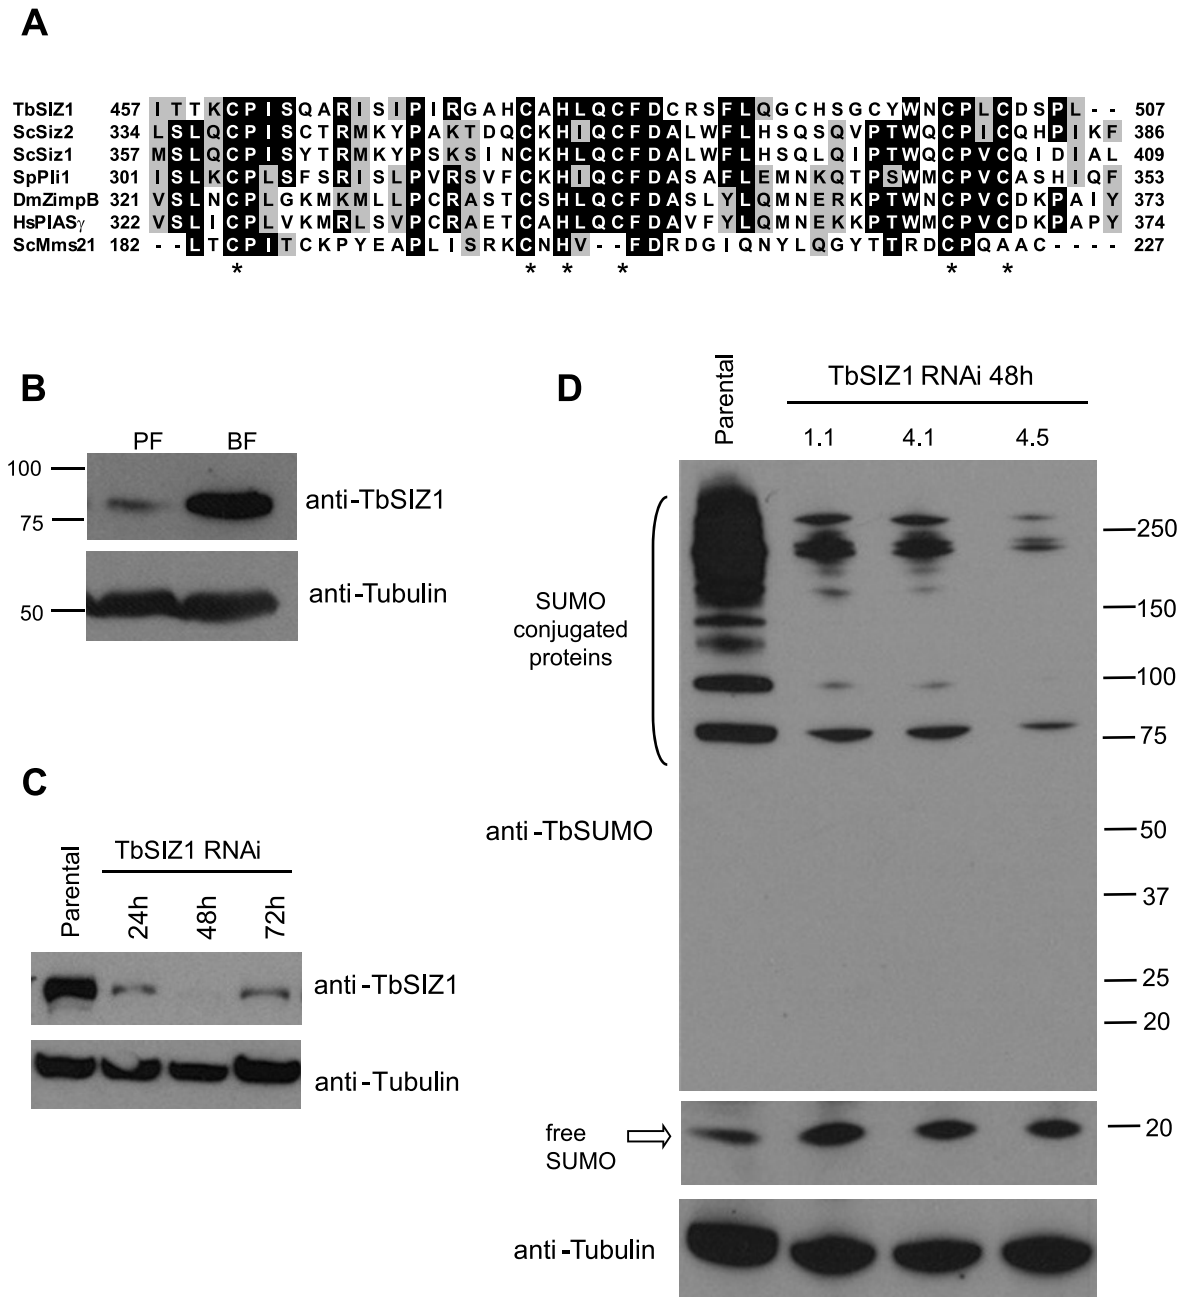 A
TbSIZ1 457 I T T K C P I S Q A R I S I P I R G A H C A H L Q C F D C R S F L Q G C H S G C Y W N C P L C D S P L - - 507
ScSiz2 334 L S L Q C P I S C T R M K Y P A K T D Q C K H I Q C F D A L W F L H S Q S Q V P T W Q C P I C Q H P I K F 386
ScSiz1 357 M S L Q C P I S Y T R M K Y P S K S I N C K H L Q C F D A L W F L H S Q L Q I P T W Q C P V C Q I D I A L 409
SpPli1 301 I S L K C P L S F S R I S L P V R S V F C K H I Q C F D A S A F L E M N K Q T P S W M C P V C A S H I Q F 353
DmZimpB 321 V S L N C P L G K M K M L L P C R A S T C S H L Q C F D A S L Y L Q M N E R K P T W N C P V C D K P A I Y 373
HsPIASγ 322 V S L I C P L V K M R L S V P C R A E T C A H L Q C F D A V F Y L Q M N E K K P T W M C P V C D K P A P Y 374
ScMms21 182 - - L T C P I T C K P Y E A P L I S R K C N H V - - F D R D G I Q N Y L Q G Y T T R D C P Q A A C - - - - 227
* * * * * *
B
PF BF
100
75
anti-TbSIZ1
50
anti-Tubulin
C
Parental
TbSIZ1 RNAi
24h 48h 72h
anti-TbSIZ1
anti-Tubulin
D
Parental
TbSIZ1 RNAi 48h
1.1 4.1 4.5
SUMO
conjugated
proteins
anti-TbSUMO
250
150
100
75
50
37
25
20
free
SUMO
20
anti-Tubulin